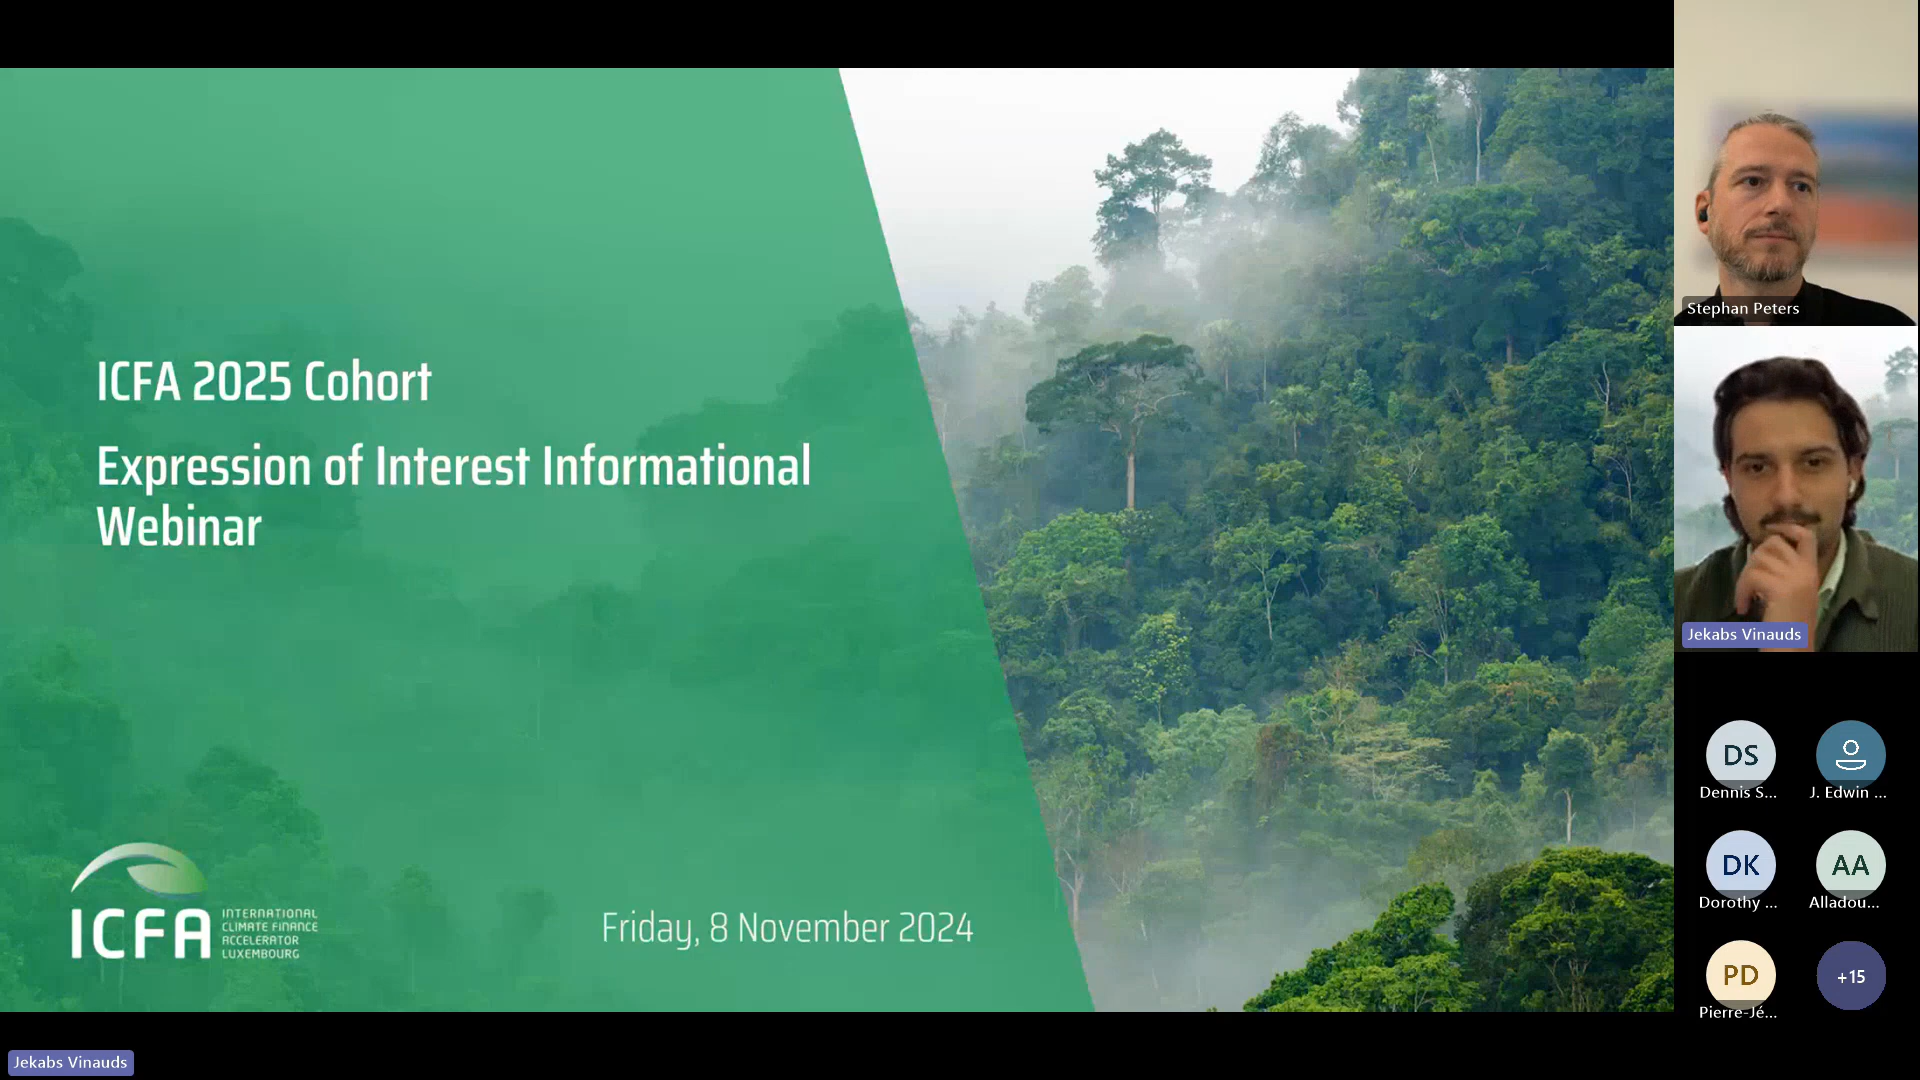 ICFA 2025 Cohort
Expression of Interest Informational
Webinar
ICFA
INTERNATIONAL
CLIMATE FINANCE
ACCELERATOR
LUXEMBOURG
Friday, 8 November 2024
Stephan Peters
Jekabs Vinauds
DS
Dennis S...
J. Edwin ...
DK
Dorothy ...
AA
Alladou...
PD
Pierre-Jé...
+15
Jekabs Vinauds